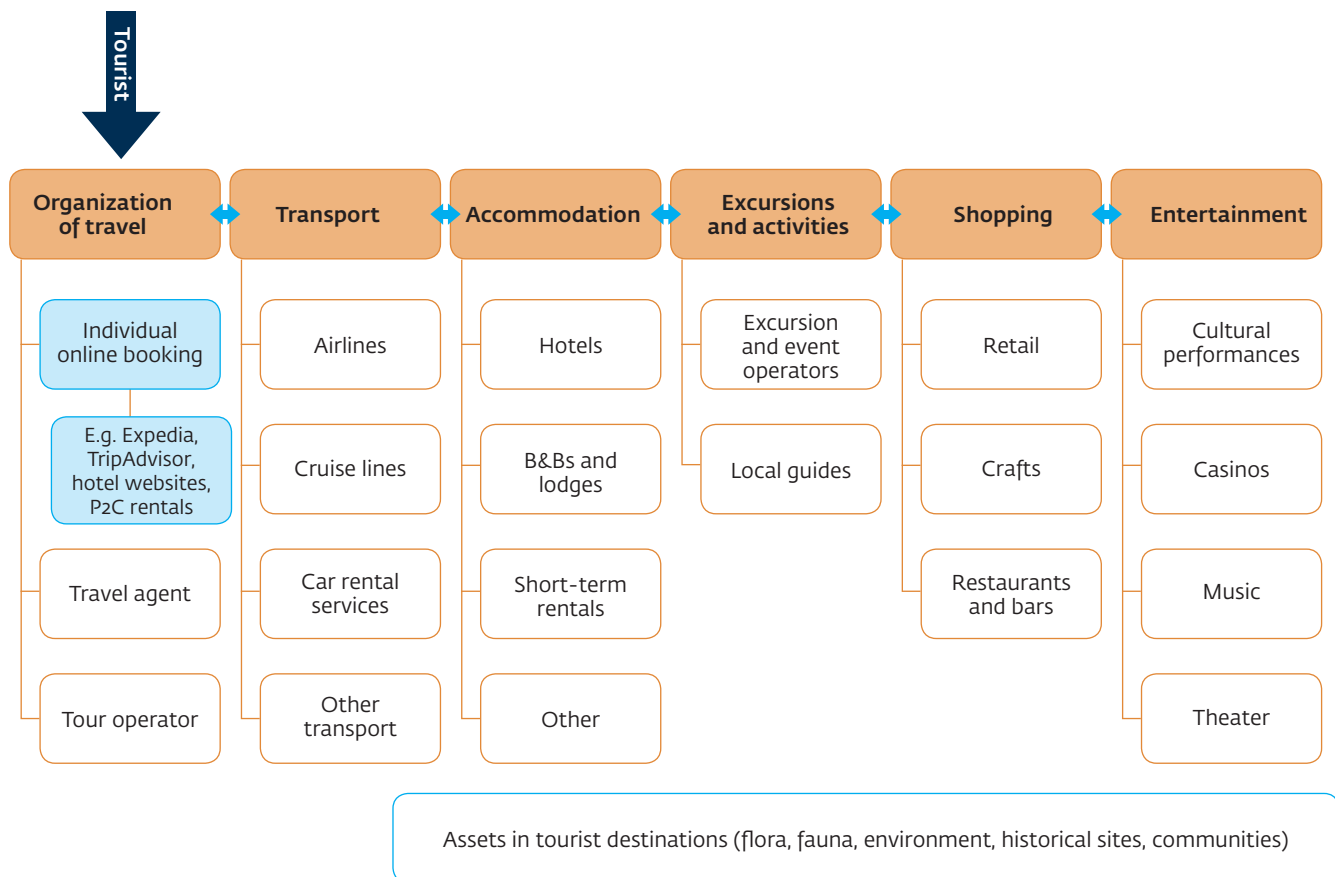 Tourist
Organization
of travel
Transport
Accommodation
Excursions
and activities
Shopping
Entertainment
Individual
online booking
E.g. Expedia,
TripAdvisor,
hotel websites,
P2C rentals
Travel agent
Tour operator
Airlines
Cruise lines
Car rental
services
Other
transport
Hotels
B&Bs and
lodges
Short-term
rentals
Other
Excursion
and event
operators
Local guides
Retail
Crafts
Restaurants
and bars
Cultural
performances
Casinos
Music
Theater
Assets in tourist destinations (flora, fauna, environment, historical sites, communities)